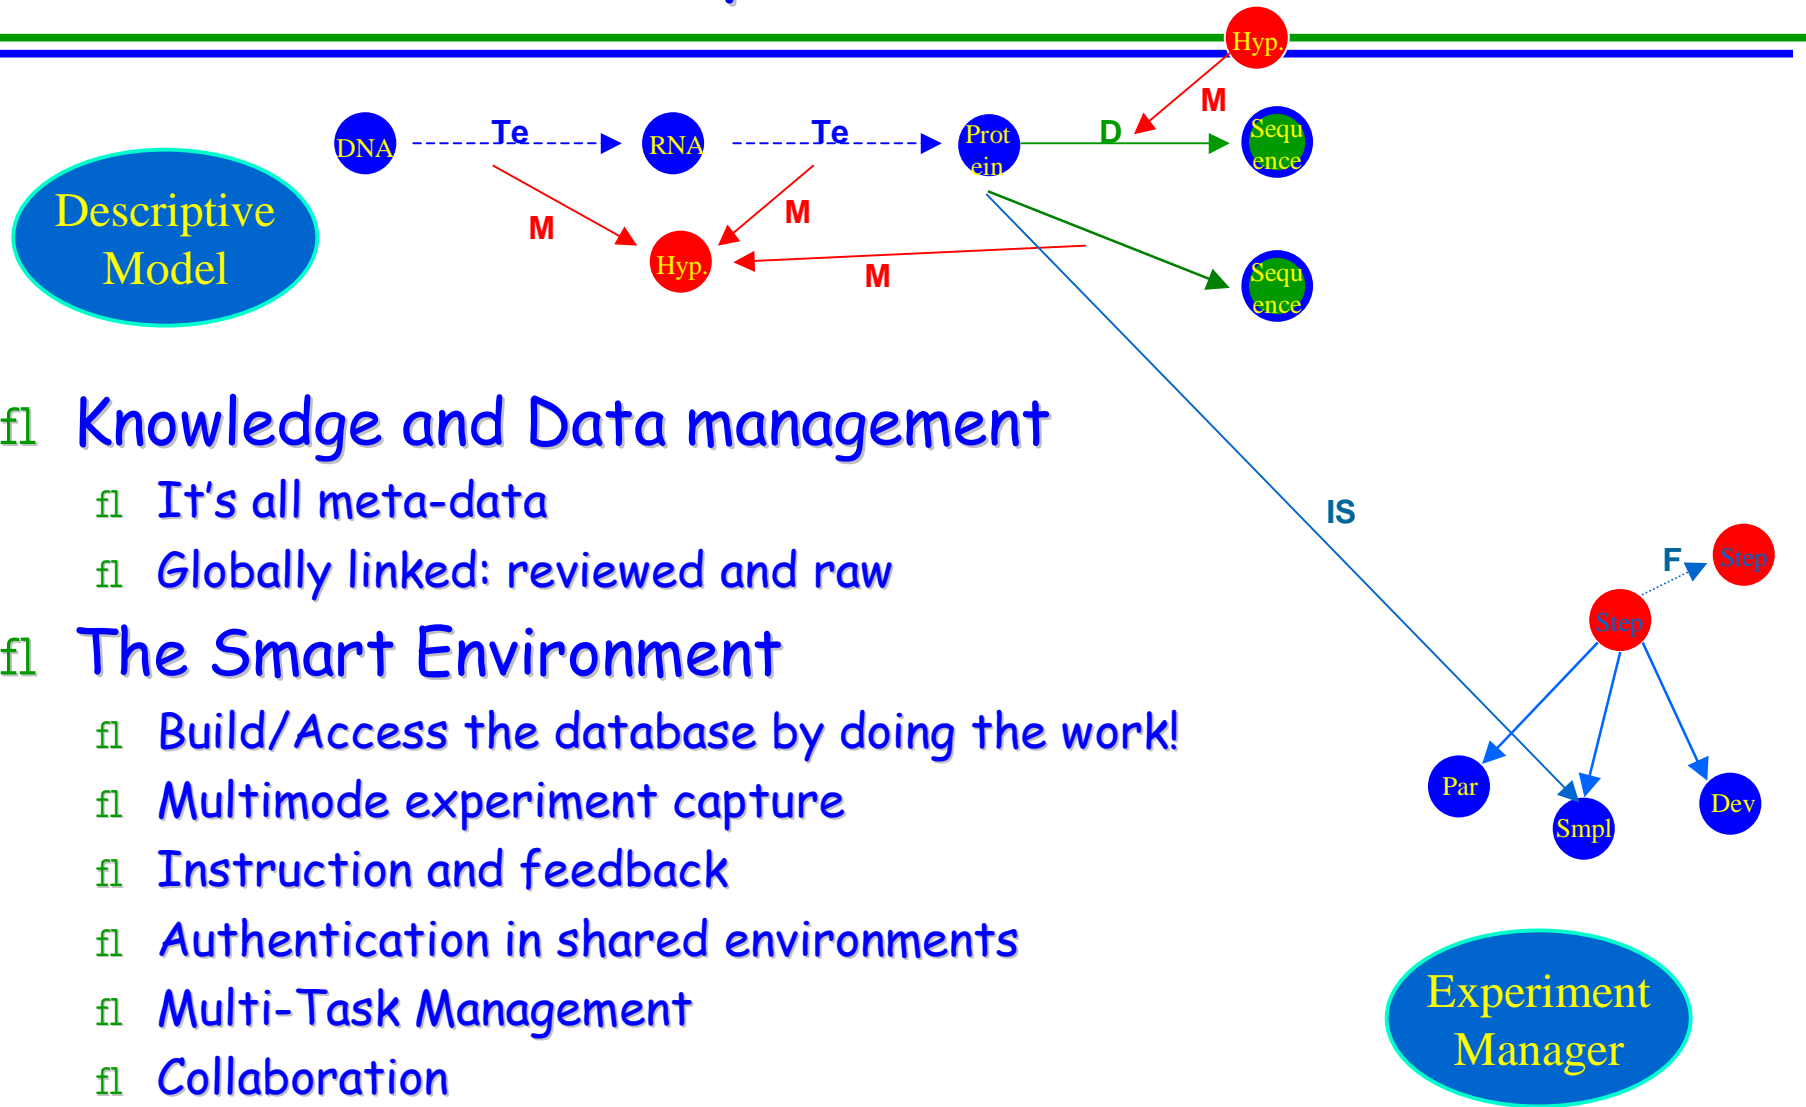 Hyp.
M
Te
Te
D
DNA
RNA
Prot
ein
Sequ
ence
Descriptive
Model
M
M
Hyp.
M
Sequ
ence
fl Knowledge and Data management
fl It's all meta-data
fl Globally linked: reviewed and raw
IS
F
Step
Step
fl The Smart Environment
fl Build/Access the database by doing the work!
fl Multimode experiment capture
Par
Smpl
Dev
fl Instruction and feedback
fl Authentication in shared environments
fl Multi-Task Management
fl Collaboration
Experiment
Manager